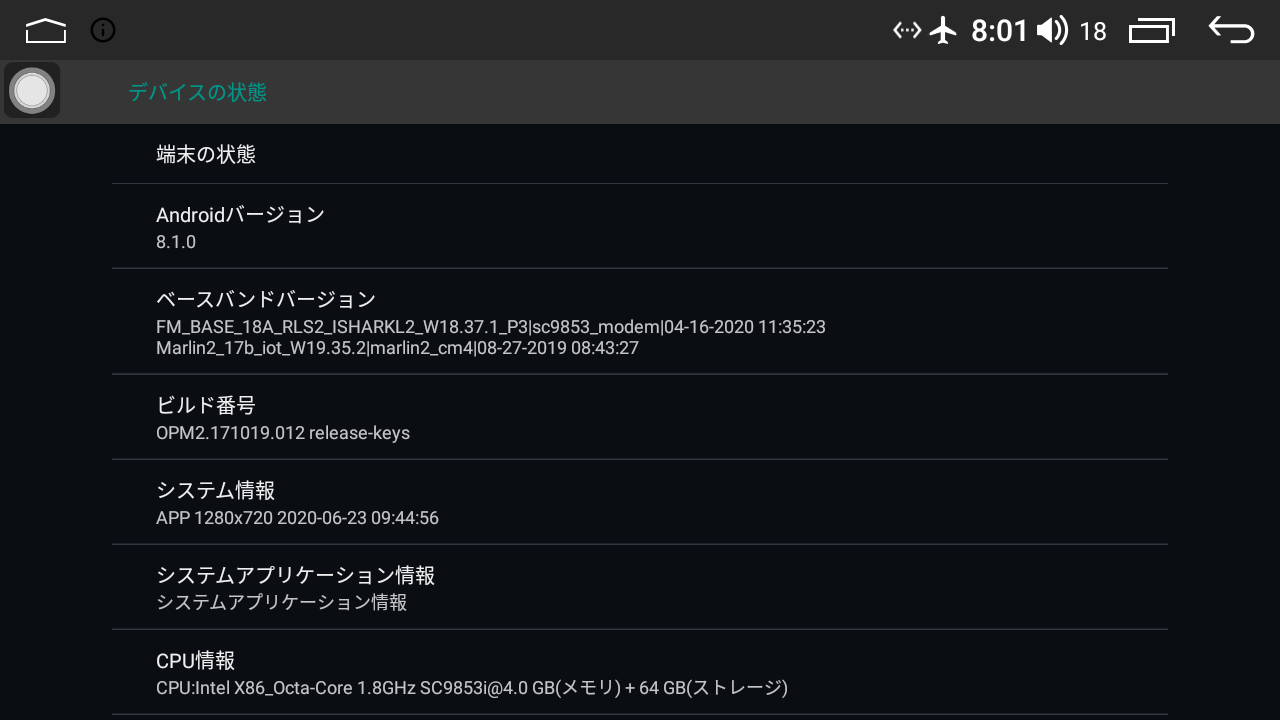 8:01
18
デバイスの状態
端末の状態
Androidバージョン
8.1.0
ベースバンドバージョン
FM_BASE_18A_RLS2_ISHARKL2_W18.37.1_P3|sc9853_modem|04-16-2020 11:35:23
Marlin2_17b_iot_W19.35.2|marlin2_cm4|08-27-2019 08:43:27
ビルド番号
OPM2.171019.012 release-keys
システム情報
APP 1280x720 2020-06-23 09:44:56
システムアプリケーション情報
システムアプリケーション情報
CPU情報
CPU:Intel X86_Octa-Core 1.8GHz SC9853i@4.0 GB(メモリ) + 64 GB(ストレージ)